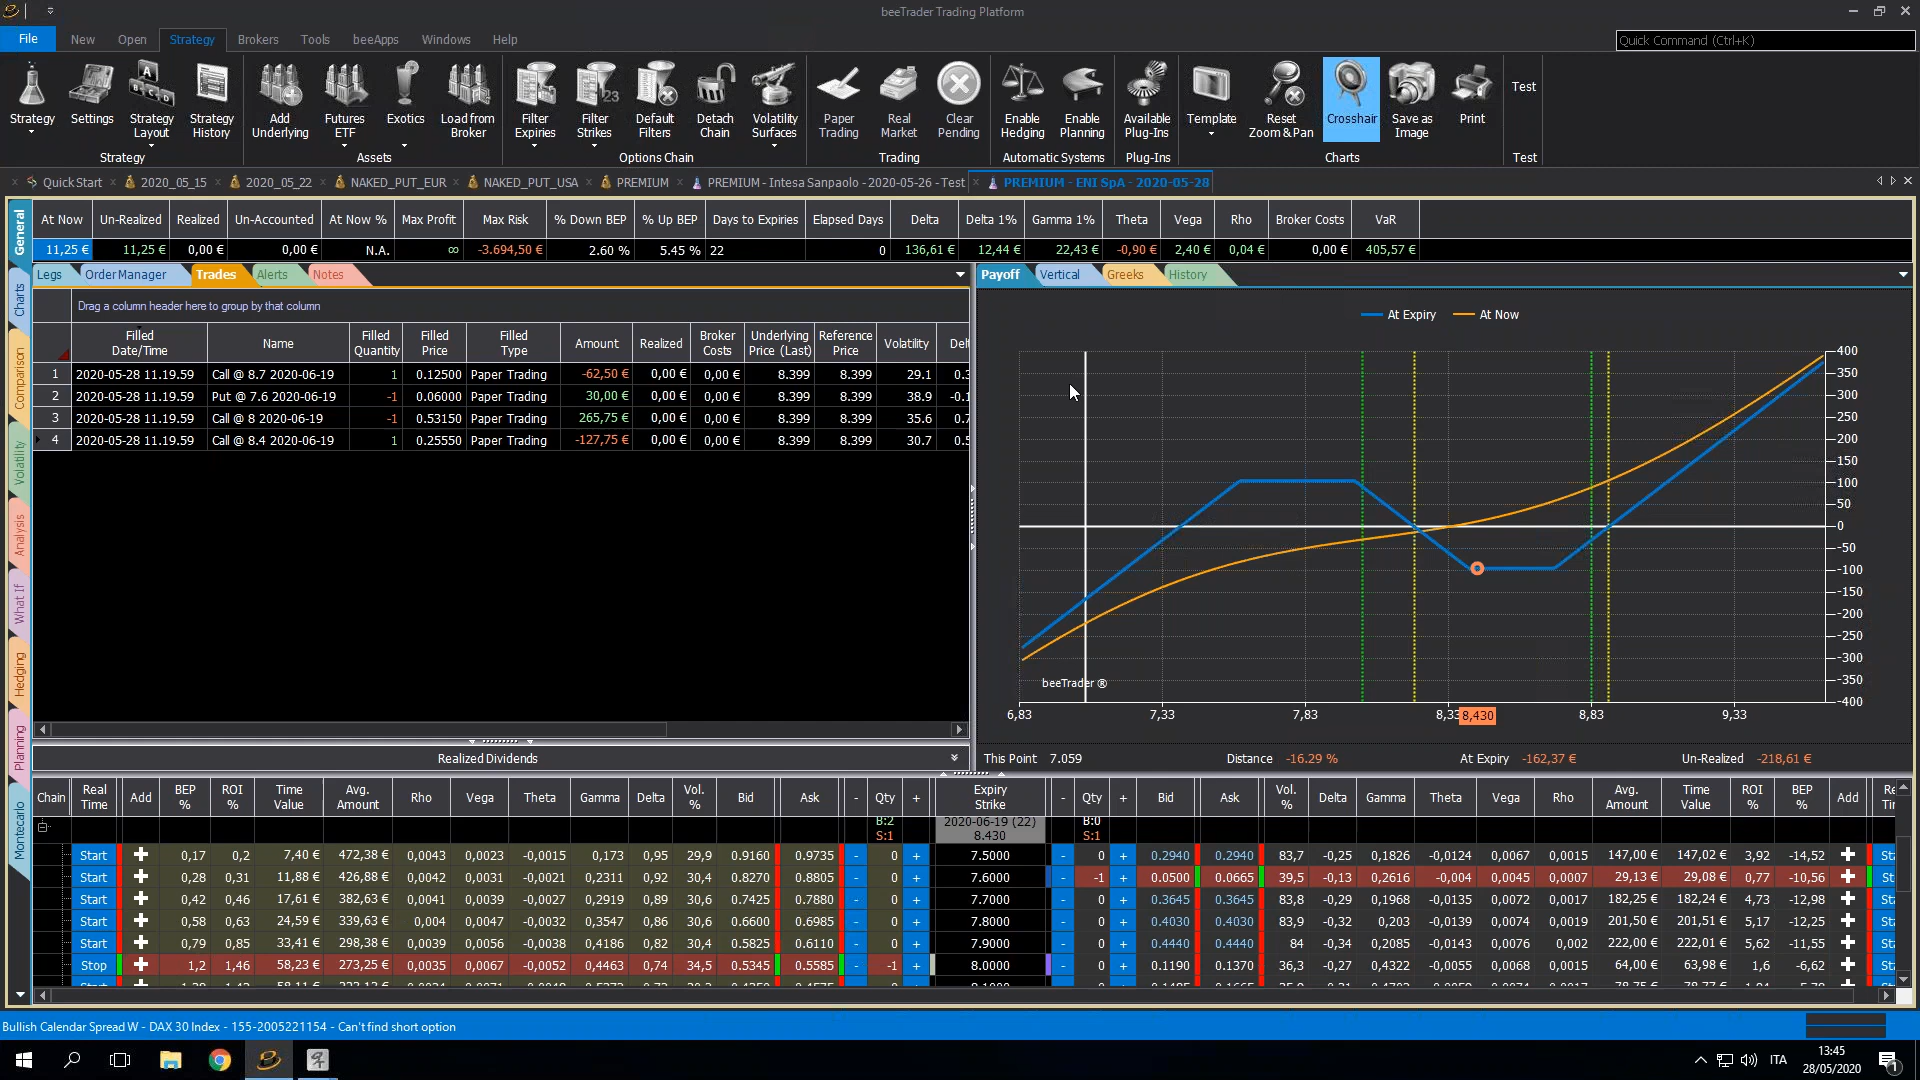 beeTrader Trading Platform
File New Open Strategy Brokers Tools beeApps Windows Help
Quick Command (Ctrl+K)
Strategy Settings Strategy Layout Strategy History
Strategy
Add Underlying Futures ETF Exotics Load from Broker
Assets
Filter Expiries Filter Strikes Default Filters Detach Chain Volatility Surfaces
Options Chain
Paper Trading Real Market Clear Pending
Trading
Enable Hedging Enable Planning
Automatic Systems
Available Plug-Ins
Plug-Ins
Template Reset Zoom & Pan Crosshair Save as Image Print
Charts
Test
Test
Quick Start 2020_05_15 2020_05_22 NAKED_PUT_EUR NAKED_PUT_USA PREMIUM PREMIUM - Intesa Sanpaolo - 2020-05-26 - Test PREMIUM - ENI SpA - 2020-05-28
General
Charts
Comparison
Volatility
Analysis
What If
Hedging
Planning
Montecarlo
At Now Un-Realized Realized Un-Accounted At Now % Max Profit Max Risk % Down BEP % Up BEP Days to Expiries Elapsed Days Delta Delta 1% Gamma 1% Theta Vega Rho Broker Costs VaR
11,25 € 11,25 € 0,00 € 0,00 € N.A. ∞ -3.694,50 € 2.60 % 5.45 % 22 0 136,61 € 12,44 € 22,43 € -0,90 € 2,40 € 0,04 € 0,00 € 405,57 €
Legs Order Manager Trades Alerts Notes
Drag a column header here to group by that column
Filled Date/Time Name Filled Quantity Filled Price Filled Type Amount Realized Broker Costs Underlying Price (Last) Reference Price Volatility
1 2020-05-28 11.19.59 Call @ 8.7 2020-06-19 1 0.12500 Paper Trading -62,50 € 0,00 € 0,00 € 8.399 8.399 29.1
2 2020-05-28 11.19.59 Put @ 7.6 2020-06-19 -1 0.06000 Paper Trading 30,00 € 0,00 € 0,00 € 8.399 8.399 38.9
3 2020-05-28 11.19.59 Call @ 8 2020-06-19 -1 0.53150 Paper Trading 265,75 € 0,00 € 0,00 € 8.399 8.399 35.6
4 2020-05-28 11.19.59 Call @ 8.4 2020-06-19 1 0.25550 Paper Trading -127,75 € 0,00 € 0,00 € 8.399 8.399 30.7
Realized Dividends
Payoff Vertical Greeks History
At Expiry At Now
400
350
300
250
200
150
100
50
0
-50
-100
-150
-200
-250
-300
-350
-400
beeTrader ®
6,83 7,33 7,83 8,33 8,430 8,83 9,33
This Point 7.059 Distance -16.29 % At Expiry -162,37 € Un-Realized -218,61 €
Chain Real Time Add BEP % ROI % Time Value Avg. Amount Rho Vega Theta Gamma Delta Vol. % Bid Ask - Qty + Expiry Strike - Qty + Bid Ask Vol. % Delta Gamma Theta Vega Rho Avg. Amount Time Value ROI % BEP % Add
B:2 2020-06-19 (22) B:0
S:1 8.430 S:1
Start 0,17 0,2 7,40 € 472,38 € 0,0043 0,0023 -0,0015 0,173 0,95 29,9 0.9160 0.9735 - 0 + 7.5000 - 0 + 0.2940 0.2940 83,7 -0,25 0,1826 -0,0124 0,0067 0,0015 147,00 € 147,02 € 3,92 -14,52
Start 0,28 0,31 11,88 € 426,88 € 0,0042 0,0031 -0,0021 0,2311 0,92 30,4 0.8270 0.8805 - 0 + 7.6000 - -1 + 0.0500 0.0665 39,5 -0,13 0,2616 -0,004 0,0045 0,0007 29,13 € 29,08 € 0,77 -10,56
Start 0,42 0,46 17,61 € 382,63 € 0,0041 0,0039 -0,0027 0,2919 0,89 30,6 0.7425 0.7880 - 0 + 7.7000 - 0 + 0.3645 0.3645 83,8 -0,29 0,1968 -0,0135 0,0072 0,0017 182,25 € 182,24 € 4,73 -12,98
Start 0,58 0,63 24,59 € 339,63 € 0,004 0,0047 -0,0032 0,3547 0,86 30,6 0.6600 0.6985 - 0 + 7.8000 - 0 + 0.4030 0.4030 83,9 -0,32 0,203 -0,0139 0,0074 0,0019 201,50 € 201,51 € 5,17 -12,25
Start 0,79 0,85 33,41 € 298,38 € 0,0039 0,0056 -0,0038 0,4186 0,82 30,4 0.5825 0.6110 - 0 + 7.9000 - 0 + 0.4440 0.4440 84 -0,34 0,2085 -0,0143 0,0076 0,002 222,00 € 222,01 € 5,62 -11,55
Stop 1,2 1,46 58,23 € 273,25 € 0,0035 0,0067 -0,0052 0,4463 0,74 34,5 0.5345 0.5585 - -1 + 8.0000 - 0 + 0.1190 0.1370 36,3 -0,27 0,4322 -0,0055 0,0068 0,0015 64,00 € 63,98 € 1,6 -6,62
Bullish Calendar Spread W - DAX 30 Index - 155-2005221154 - Can't find short option
ITA
13:45
28/05/2020
1